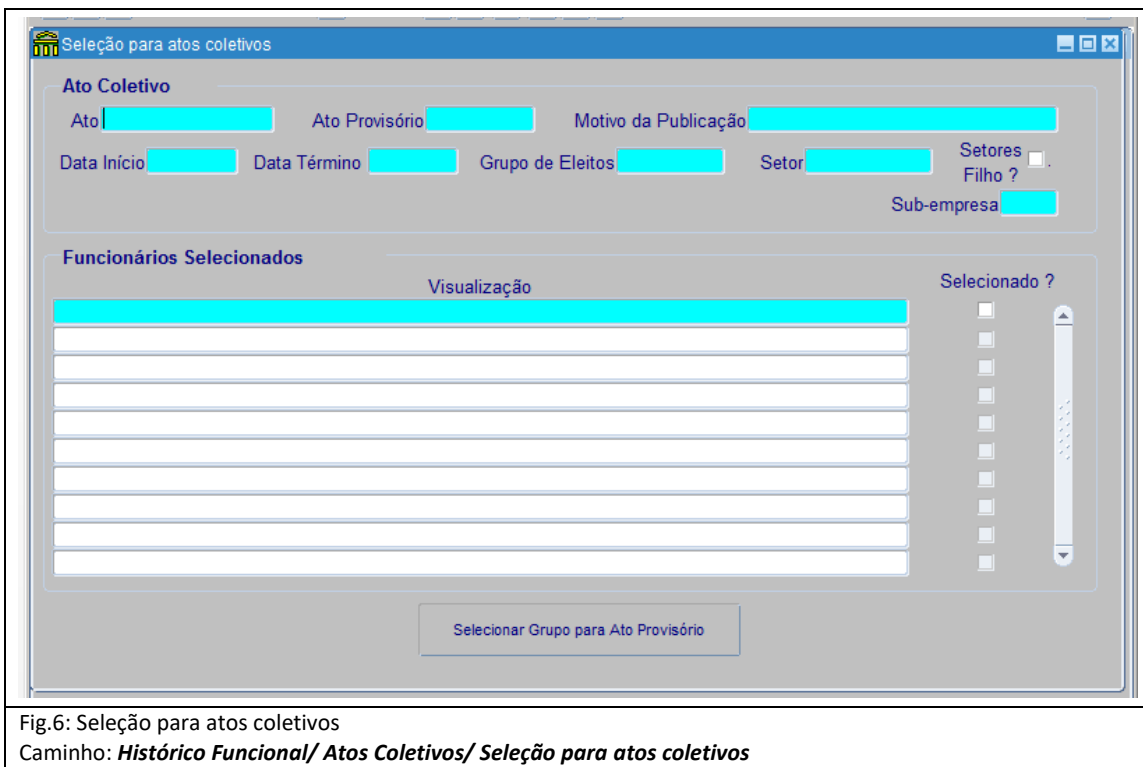 Seleção para atos coletivos
Ato Coletivo
Ato Ato Provisório Motivo da Publicação
Data Início Data Término Grupo de Eleitos Setor Setores Filho ? .
Sub-empresa
Funcionários Selecionados
Visualização Selecionado ?
Selecionar Grupo para Ato Provisório
Fig.6: Seleção para atos coletivos
Caminho: Histórico Funcional/ Atos Coletivos/ Seleção para atos coletivos